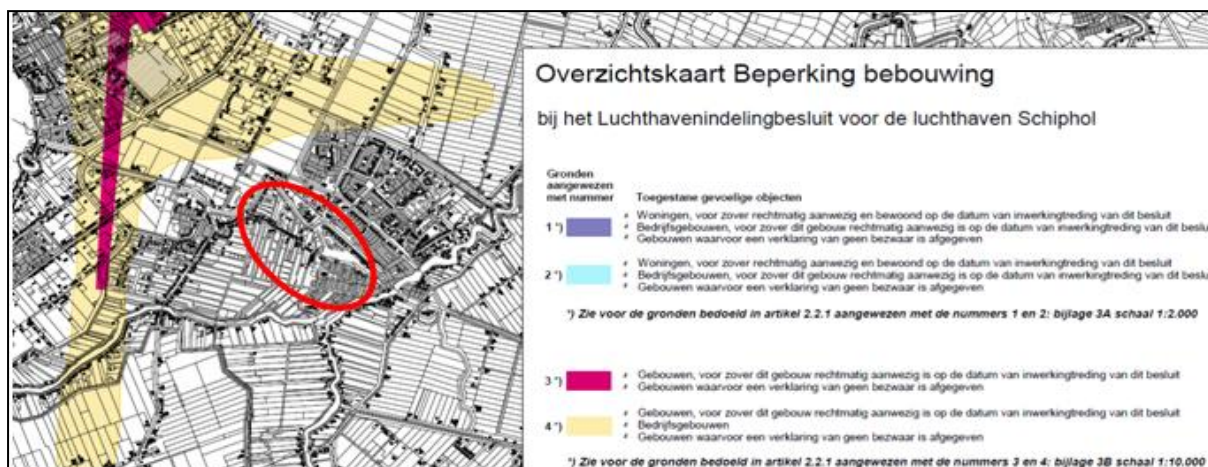 Overzichtskaart Beperking bebouwing
bij het Luchthavenindelingbesluit voor de luchthaven Schiphol
Gronden
aangewezen
met nummer Toegestane gevoelige objecten
1 *) Woningen, voor zover rechtmatig aanwezig en bewoond op de datum van inwerkingtreding van dit besluit
Bedrijfsgebouwen, voor zover dit gebouw rechtmatig aanwezig is op de datum van inwerkingtreding van dit beslu
Gebouwen waarvoor een verklaring van geen bezwaar is afgegeven
2 *) Woningen, voor zover rechtmatig aanwezig en bewoond op de datum van inwerkingtreding van dit besluit
Bedrijfsgebouwen, voor zover dit gebouw rechtmatig aanwezig is op de datum van inwerkingtreding van dit beslu
Gebouwen waarvoor een verklaring van geen bezwaar is afgegeven
*) Zie voor de gronden bedoeld in artikel 2.2.1 aangewezen met de nummers 1 en 2: bijlage 3A schaal 1:2.000
3 *) Gebouwen, voor zover dit gebouw rechtmatig aanwezig is op de datum van inwerkingtreding van dit besluit
Gebouwen waarvoor een verklaring van geen bezwaar is afgegeven
4 *) Gebouwen, voor zover dit gebouw rechtmatig aanwezig is op de datum van inwerkingtreding van dit besluit
Bedrijfsgebouwen
Gebouwen waarvoor een verklaring van geen bezwaar is afgegeven
*) Zie voor de gronden bedoeld in artikel 2.2.1 aangewezen met de nummers 3 en 4: bijlage 3B schaal 1:10.000